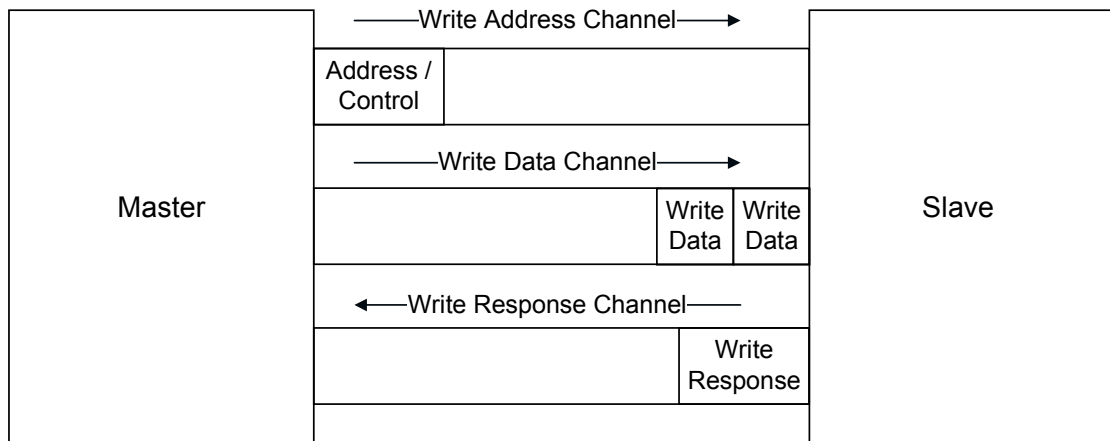 Write Address Channel
Address /
Control
Write Data Channel
Master
Slave
Write Write
Data Data
Write Response Channel
Write
Response